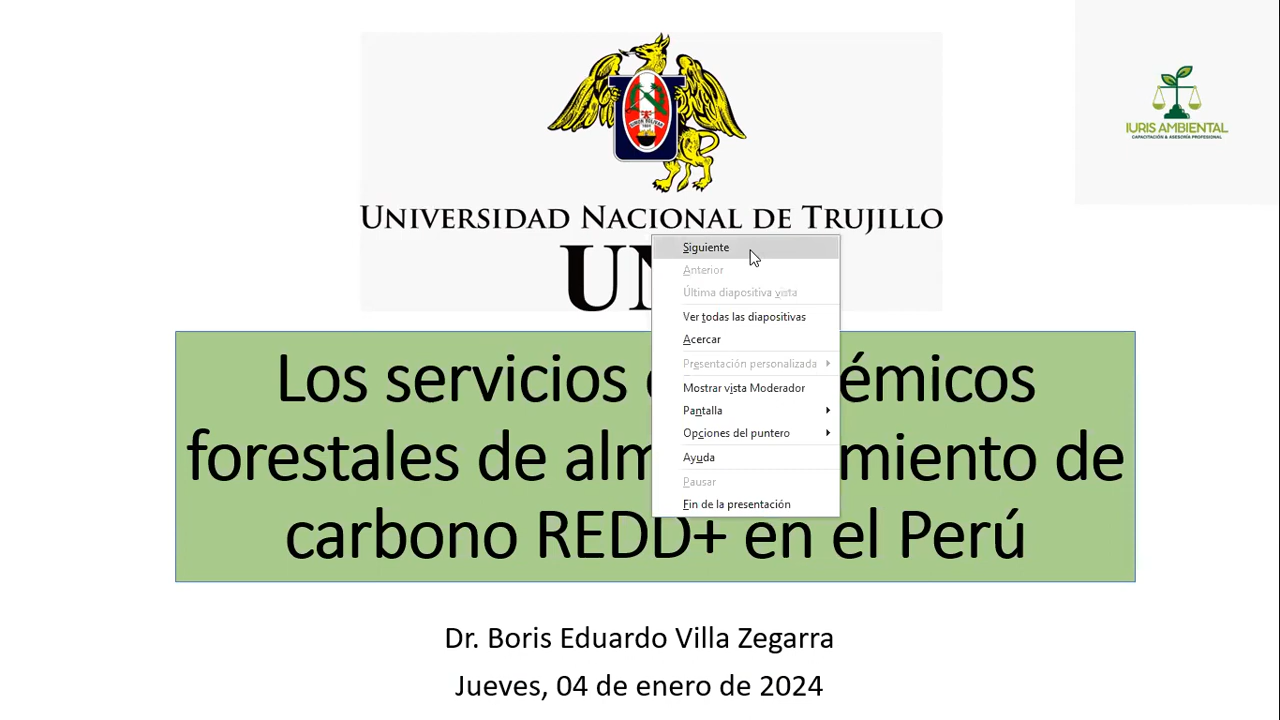 IURIS AMBIENTAL
CAPACITACIÓN & ASESORÍA PROFESIONAL
UNIVERSIDAD NACIONAL DE TRUJILLO
Siguiente
Anterior
Última diapositiva vista
Ver todas las diapositivas
Acercar
Presentación personalizada
Mostrar vista Moderador
Pantalla
Opciones del puntero
Ayuda
Pausar
Fin de la presentación
Los servicios émicos
forestales de alm miento de
carbono REDD+ en el Perú
Dr. Boris Eduardo Villa Zegarra
Jueves, 04 de enero de 2024